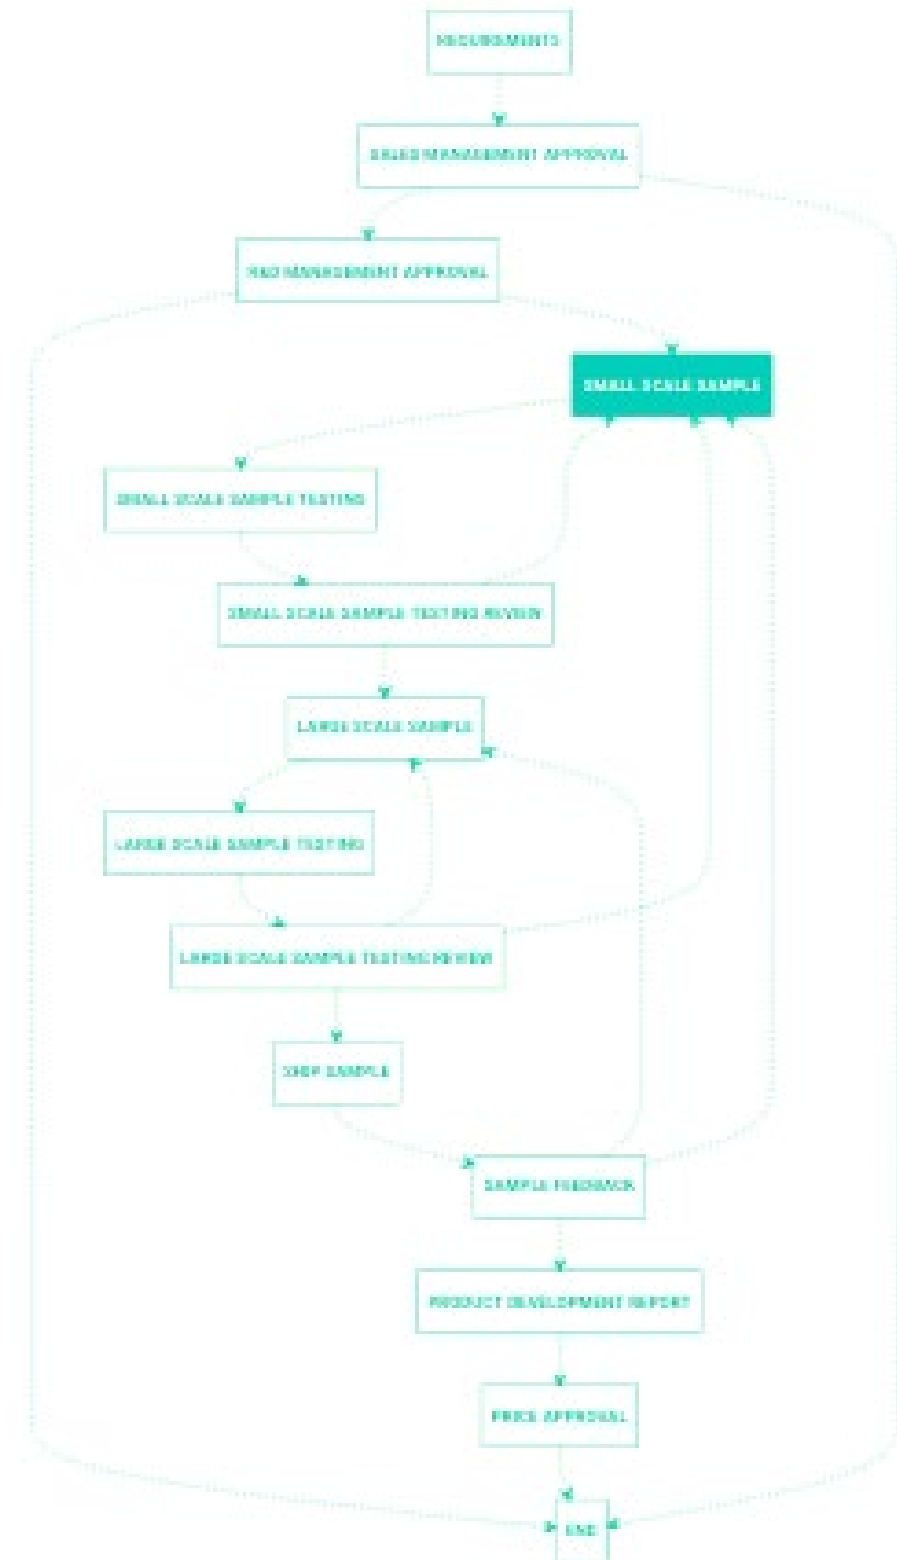 REQUIREMENTS
SALES MANAGEMENT APPROVAL
R&D MANAGEMENT APPROVAL
SMALL SCALE SAMPLE
SMALL SCALE SAMPLE TESTING
SMALL SCALE SAMPLE TESTING REVIEW
LARGE SCALE SAMPLE
LARGE SCALE SAMPLE TESTING
LARGE SCALE SAMPLE TESTING REVIEW
SHIP SAMPLE
SAMPLE FEEDBACK
PRODUCT DEVELOPMENT REPORT
PRICE APPROVAL
END